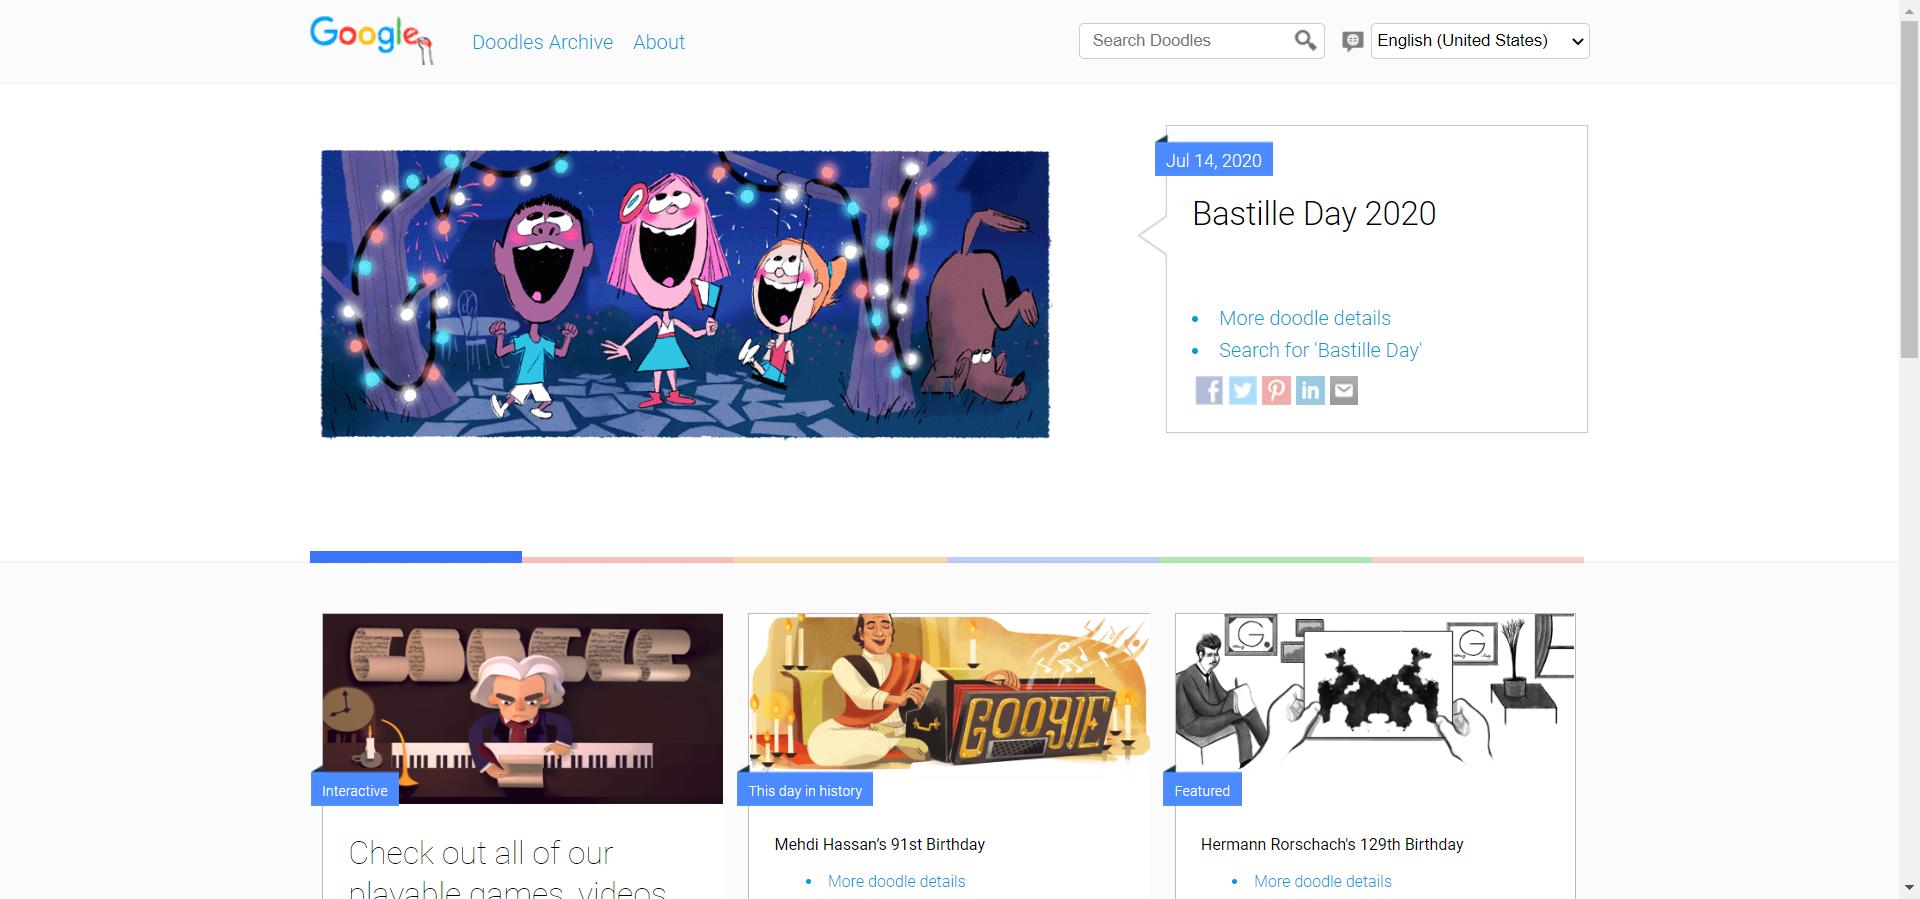 Google
Doodles Archive
About
Search Doodles
English (United States)
Jul 14, 2020
Bastille Day 2020
More doodle details
Search for 'Bastille Day'
GOOGLE
Interactive
Check out all of our
playable games, videos
GOOGLE
This day in history
Mehdi Hassan’s 91st Birthday
More doodle details
G
G
Featured
Hermann Rorschach's 129th Birthday
More doodle details